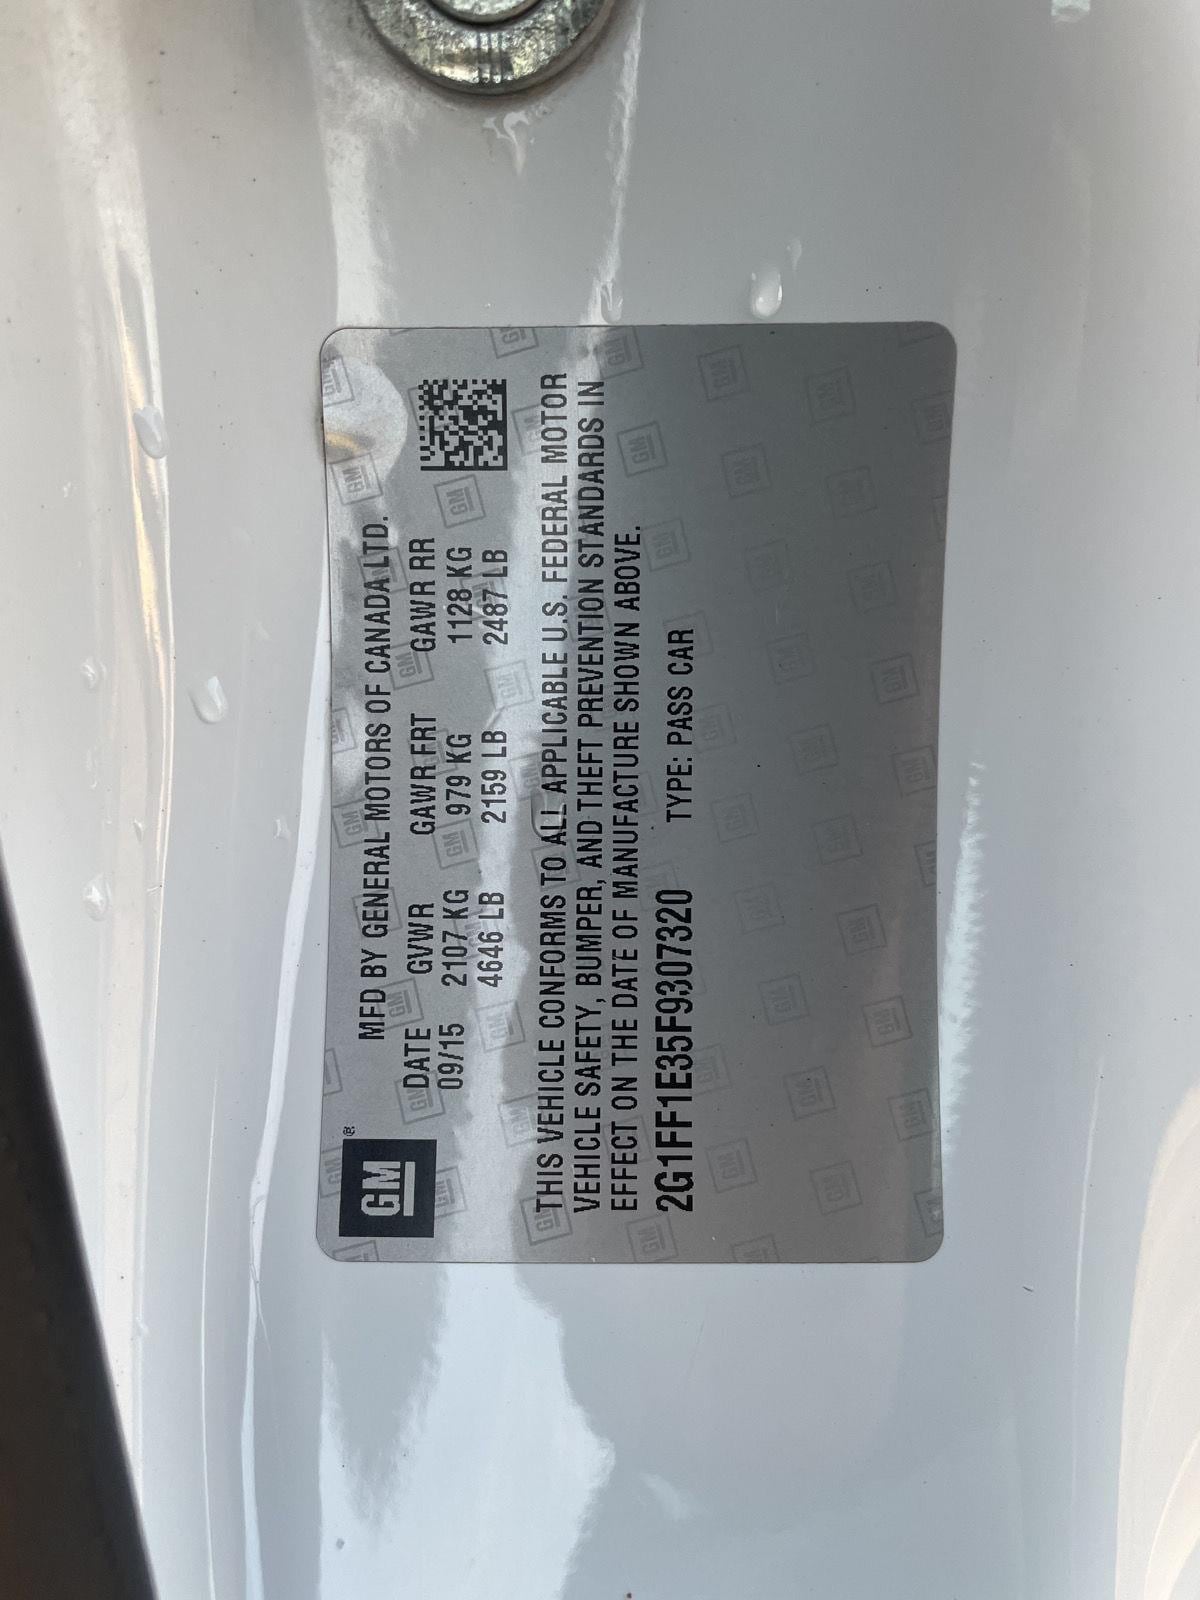 GM®
MFD BY GENERAL MOTORS OF CANADA LTD.
DATE GVWR GAWR FRT GAWR RR
09/15 2107 KG 979 KG 1128 KG
4646 LB 2159 LB 2487 LB
THIS VEHICLE CONFORMS TO ALL APPLICABLE U.S. FEDERAL MOTOR
VEHICLE SAFETY, BUMPER, AND THEFT PREVENTION STANDARDS IN
EFFECT ON THE DATE OF MANUFACTURE SHOWN ABOVE.
2G1FF1E35F9307320 TYPE: PASS CAR